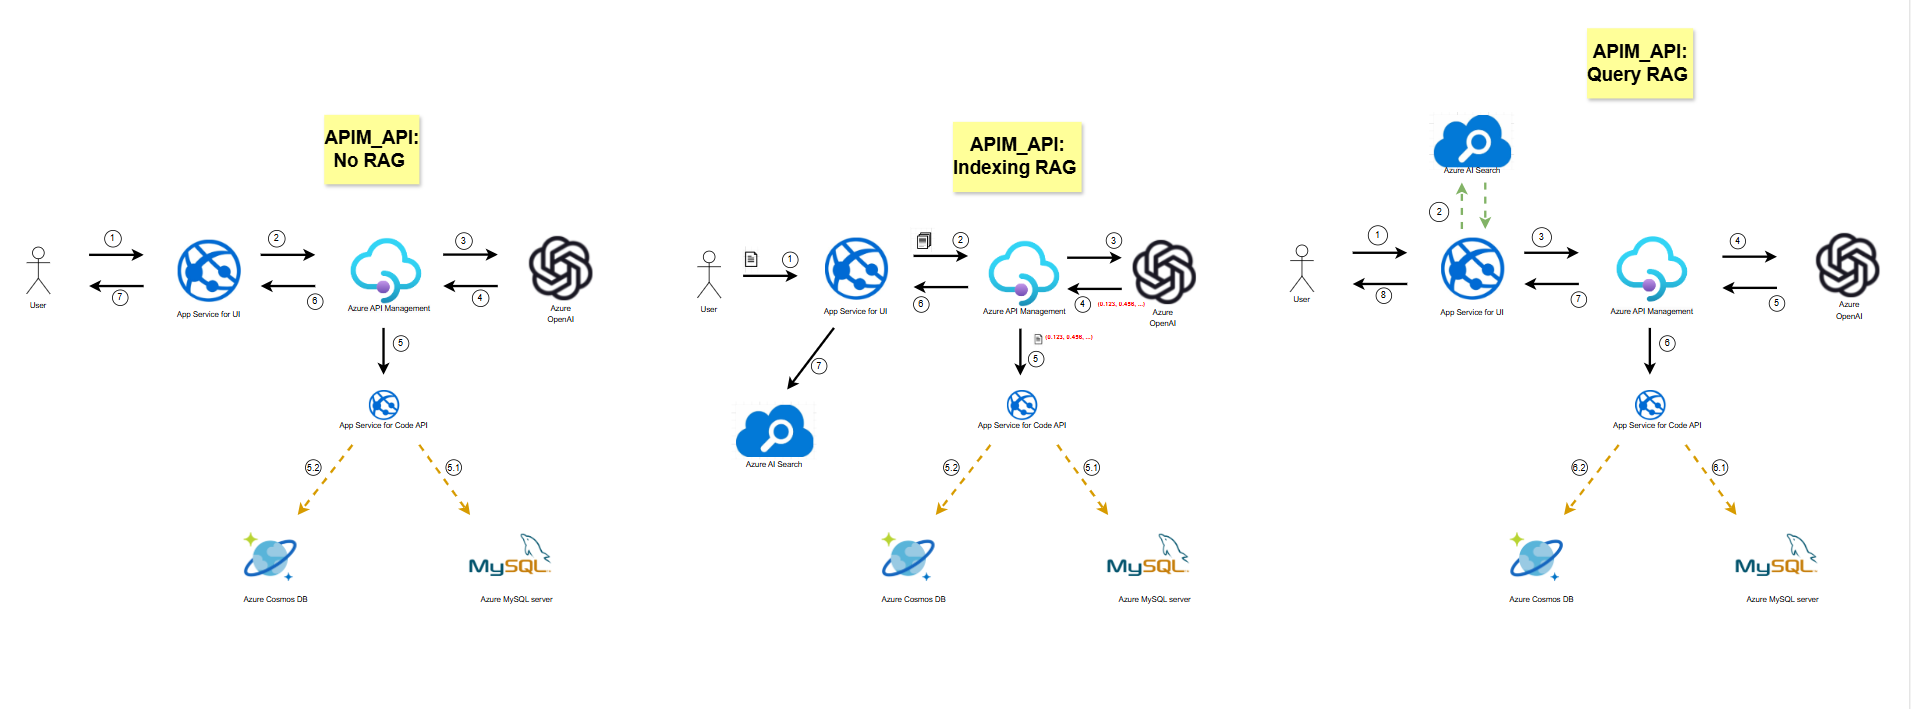 APIM_API:
No RAG
1
2
3
7
6
4
User
App Service for UI
Azure API Management
Azure
OpenAI
5
App Service for Code API
5.2
5.1
MySQL
Azure Cosmos DB
Azure MySQL server
APIM_API:
Indexing RAG
1
2
3
6
4
(0.123, 0.456, ...)
User
App Service for UI
Azure API Management
Azure
OpenAI
(0.123, 0.456, ...)
5
7
App Service for Code API
Azure AI Search
5.2
5.1
MySQL
Azure Cosmos DB
Azure MySQL server
APIM_API:
Query RAG
Azure AI Search
2
1
3
4
8
7
5
User
App Service for UI
Azure API Management
Azure
OpenAI
6
App Service for Code API
6.2
6.1
MySQL
Azure Cosmos DB
Azure MySQL server